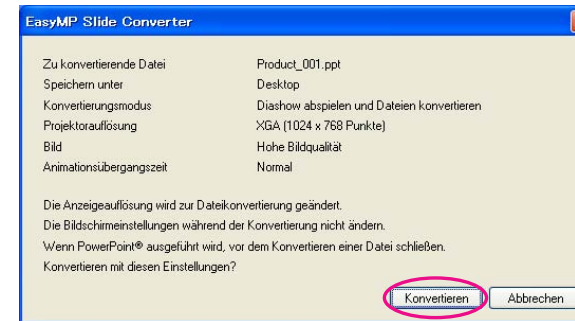 EasyMP Slide Converter
Zu konvertierende Datei Product_001.ppt
Speichern unter Desktop
Konvertierungsmodus Diashow abspielen und Dateien konvertieren
Projektorauflösung XGA (1024 x 768 Punkte)
Bild Hohe Bildqualität
Animationsübergangszeit Normal
Die Anzeigeauflösung wird zur Dateikonvertierung geändert.
Die Bildschirmeinstellungen während der Konvertierung nicht ändern.
Wenn PowerPoint® ausgeführt wird, vor dem Konvertieren einer Datei schließen.
Konvertieren mit diesen Einstellungen?
Konvertieren Abbrechen